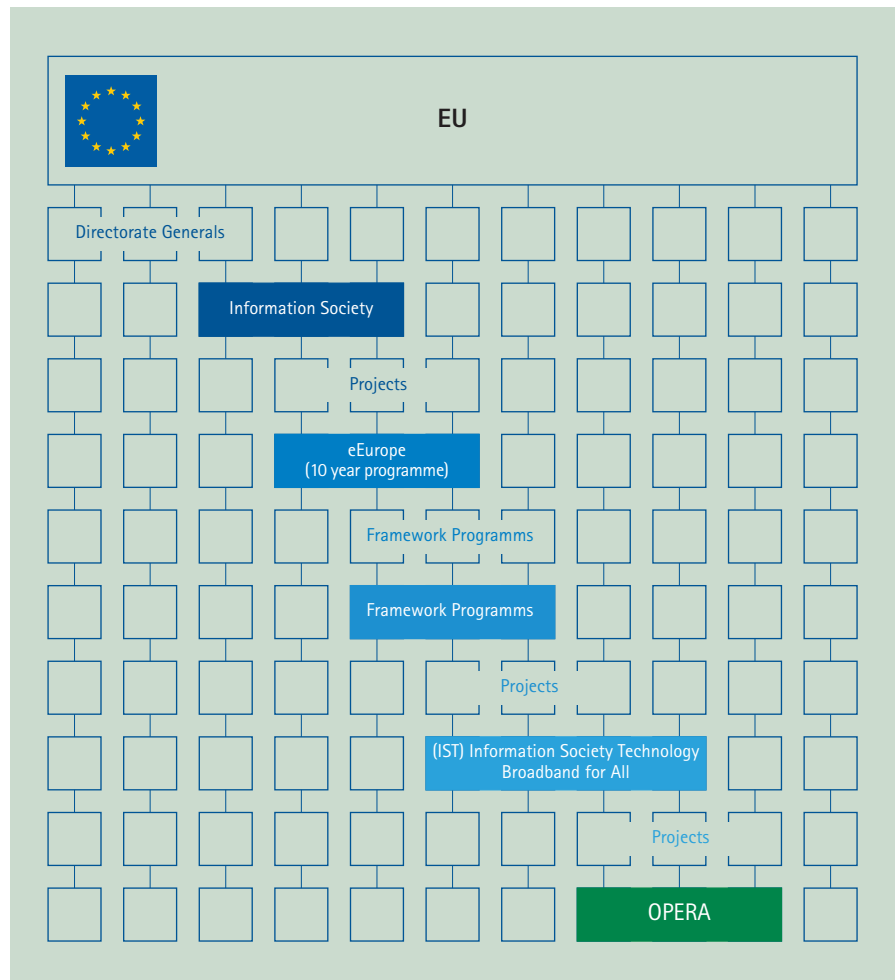 EU
Directorate Generals
Information Society
Projects
eEurope
(10 year programme)
Framework Programms
Framework Programms
Projects
(IST) Information Society Technology
Broadband for All
Projects
OPERA